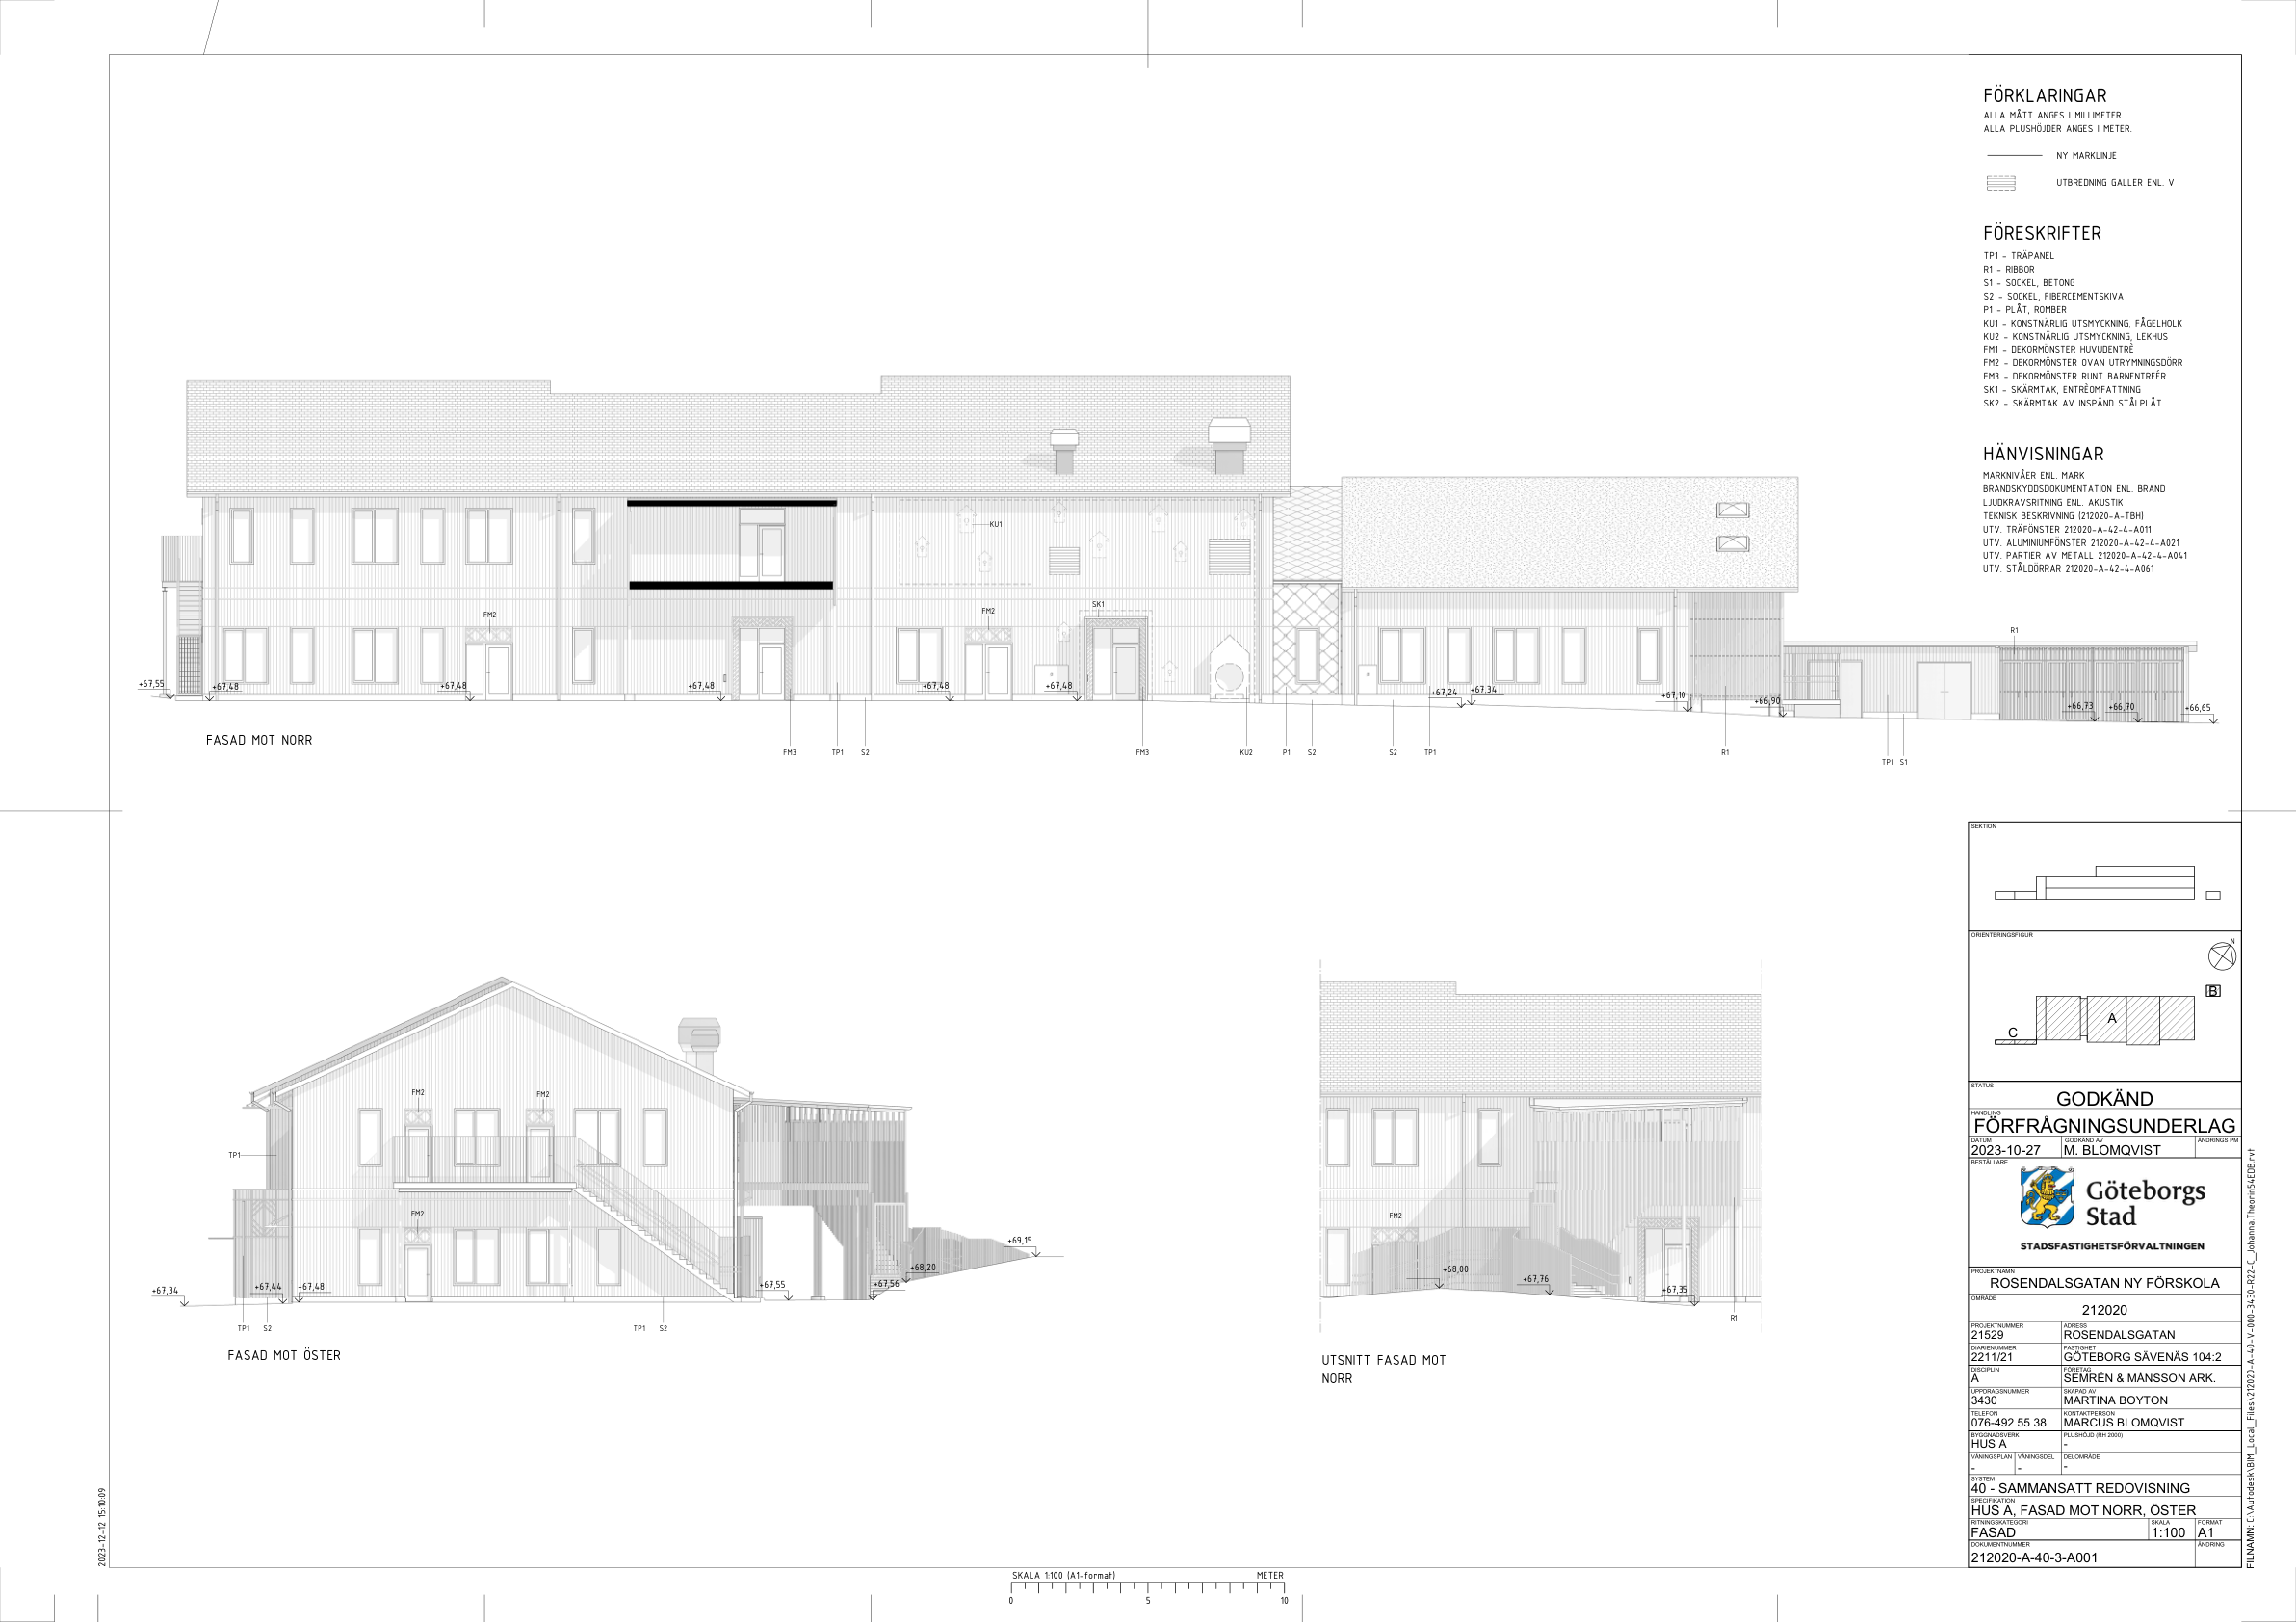 FÖRKLARINGAR
ALLA MÅTT ANGES I MILLIMETER.
ALLA PLUSHÖJDER ANGES I METER.
NY MARKLINJE
UTBREDNING GALLER ENL. V
FÖRESKRIFTER
TP1 - TRÄPANEL
R1 - RIBBOR
S1 - SOCKEL, BETONG
S2 - SOCKEL, FIBERCEMENTSKIVA
P1 - PLÅT, ROMBER
KU1 - KONSTNÄRLIG UTSMYCKNING, FÅGELHOLK
KU2 - KONSTNÄRLIG UTSMYCKNING, LEKHUS
FM1 - DEKORMÖNSTER HUVUDENTRÈ
FM2 - DEKORMÖNSTER OVAN UTRYMNINGSDÖRR
FM3 - DEKORMÖNSTER RUNT BARNENTREÉR
SK1 - SKÄRMTAK, ENTRÈOMFATTNING
SK2 - SKÄRMTAK AV INSPÄND STÅLPLÅT
HÄNVISNINGAR
MARKNIVÅER ENL. MARK
BRANDSKYDDSDOKUMENTATION ENL. BRAND
LJUDKRAVSRITNING ENL. AKUSTIK
TEKNISK BESKRIVNING (212020-A-TBH)
UTV. TRÄFÖNSTER 212020-A-42-4-A011
UTV. ALUMINIUMFÖNSTER 212020-A-42-4-A021
UTV. PARTIER AV METALL 212020-A-42-4-A041
UTV. STÅLDÖRRAR 212020-A-42-4-A061
KU1
SK1
FM2
FM2
R1
+67,55
+67,48
+67,48
+67,48
+67,48
+67,48
+67,24
+67,34
+67,10
+66,90
+66,73
+66,70
+66,65
FASAD MOT NORR
FM3
TP1
S2
FM3
KU2
P1
S2
S2
TP1
R1
TP1
S1
FM2
FM2
TP1
FM2
+67,34
+67,44
+67,48
+67,55
+67,56
+68,20
+69,15
TP1
S2
TP1
S2
FASAD MOT ÖSTER
FM2
+68,00
+67,76
+67,35
R1
UTSNITT FASAD MOT
NORR
SEKTION
ORIENTERINGSFIGUR
N
B
A
C
STATUS
GODKÄND
HANDLING
FÖRFRÅGNINGSUNDERLAG
DATUM
GODKÄND AV
ÄNDRINGS PM
2023-10-27
M. BLOMQVIST
BESTÄLLARE
Göteborgs
Stad
STADSFASTIGHETSFÖRVALTNINGEN
PROJEKTNAMN
ROSENDALSGATAN NY FÖRSKOLA
OMRÅDE
212020
PROJEKTNUMMER
ADRESS
21529
ROSENDALSGATAN
DIARIENUMMER
FASTIGHET
2211/21
GÖTEBORG SÄVENÄS 104:2
DISCIPLIN
FÖRETAG
A
SEMRÉN & MÅNSSON ARK.
UPPDRAGSNUMMER
SKAPAD AV
3430
MARTINA BOYTON
TELEFON
KONTAKTPERSON
076-492 55 38
MARCUS BLOMQVIST
BYGGNADSVERK
PLUSHÖJD (RH 2000)
HUS A
-
VÅNINGSPLAN
VÅNINGSDEL
DELOMRÅDE
-
-
-
SYSTEM
40 - SAMMANSATT REDOVISNING
SPECIFIKATION
HUS A, FASAD MOT NORR, ÖSTER
RITNINGSKATEGORI
SKALA
FORMAT
FASAD
1:100
A1
DOKUMENTNUMMER
ÄNDRING
212020-A-40-3-A001
SKALA 1:100 (A1-format)
METER
0
5
10
2023-12-12 15:10:09
FILNAMN: C:\Autodesk\BIM_Local_Files\212020-A-40-V-000-3430-R22-C_Johanna.Theorin54EDB.rvt